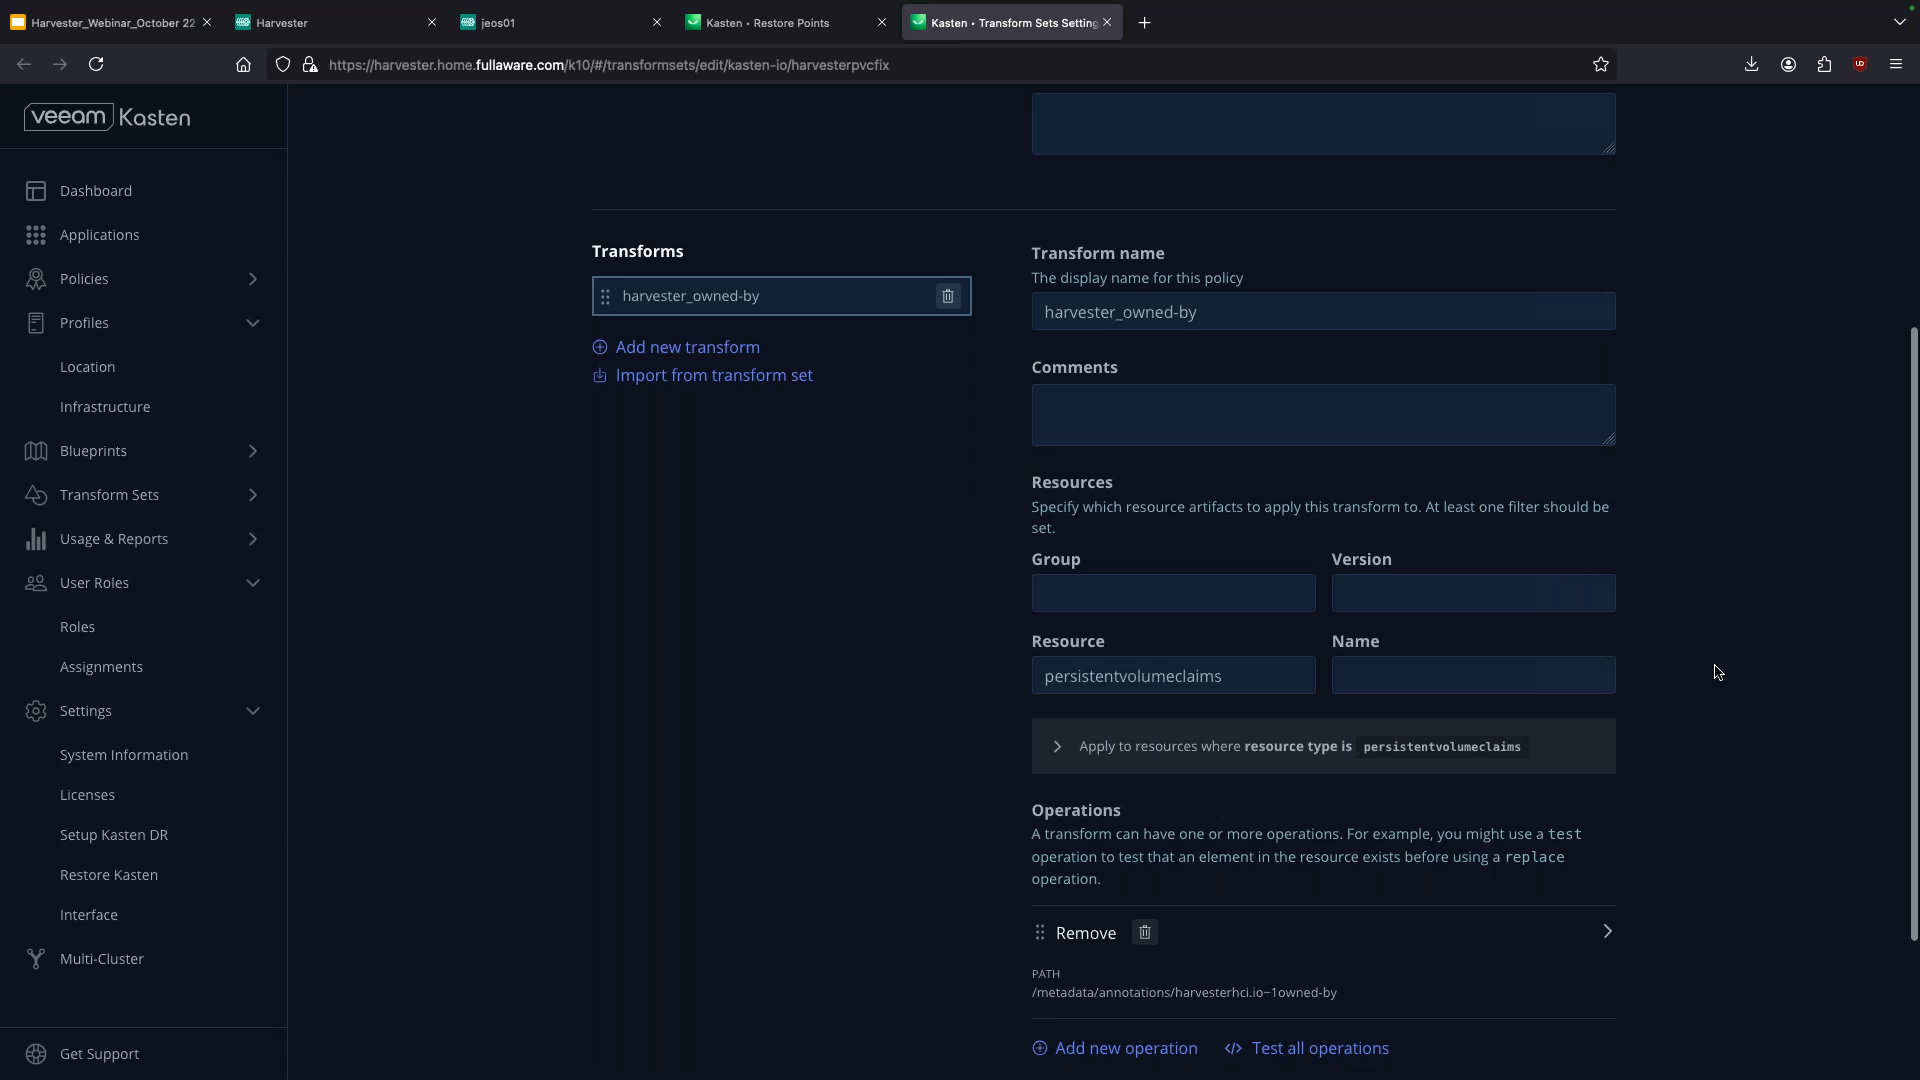 Harvester_Webinar_October 22
Harvester
jeos01
Kasten • Restore Points
Kasten • Transform Sets Setting
https://harvester.home.fullaware.com/k10/#/transformsets/edit/kasten-io/harvesterpvcfix
veeam Kasten
Dashboard
Applications
Policies
Profiles
Location
Infrastructure
Blueprints
Transform Sets
Usage & Reports
User Roles
Roles
Assignments
Settings
System Information
Licenses
Setup Kasten DR
Restore Kasten
Interface
Multi-Cluster
Get Support
Transforms
harvester_owned-by
Add new transform
Import from transform set
Transform name
The display name for this policy
harvester_owned-by
Comments
Resources
Specify which resource artifacts to apply this transform to. At least one filter should be
set.
Group
Version
Resource
Name
persistentvolumeclaims
Apply to resources where resource type is persistentvolumeclaims
Operations
A transform can have one or more operations. For example, you might use a test
operation to test that an element in the resource exists before using a replace
operation.
Remove
PATH
/metadata/annotations/harvesterhci.io~1owned-by
Add new operation
</> Test all operations